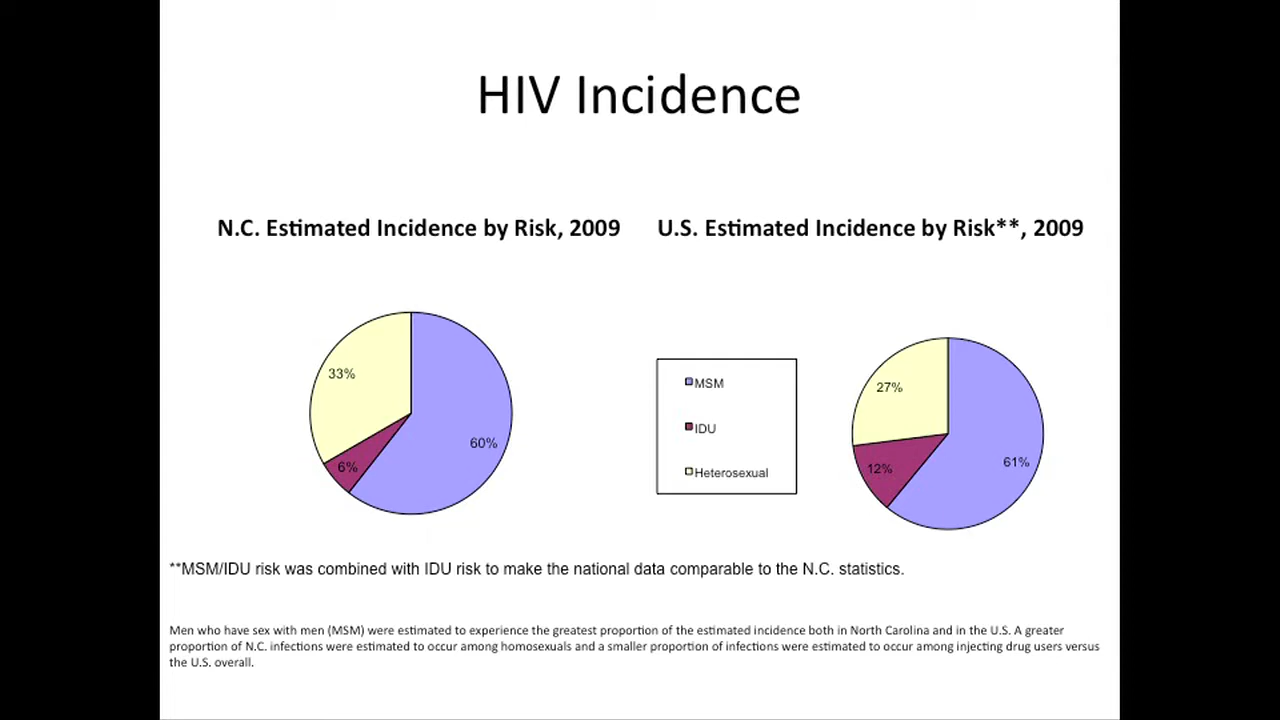 HIV Incidence
N.C. Estimated Incidence by Risk, 2009
U.S. Estimated Incidence by Risk**, 2009
33%
60%
6%
MSM
IDU
Heterosexual
27%
61%
12%
**MSM/IDU risk was combined with IDU risk to make the national data comparable to the N.C. statistics.
Men who have sex with men (MSM) were estimated to experience the greatest proportion of the estimated incidence both in North Carolina and in the U.S. A greater
proportion of N.C. infections were estimated to occur among homosexuals and a smaller proportion of infections were estimated to occur among injecting drug users versus
the U.S. overall.